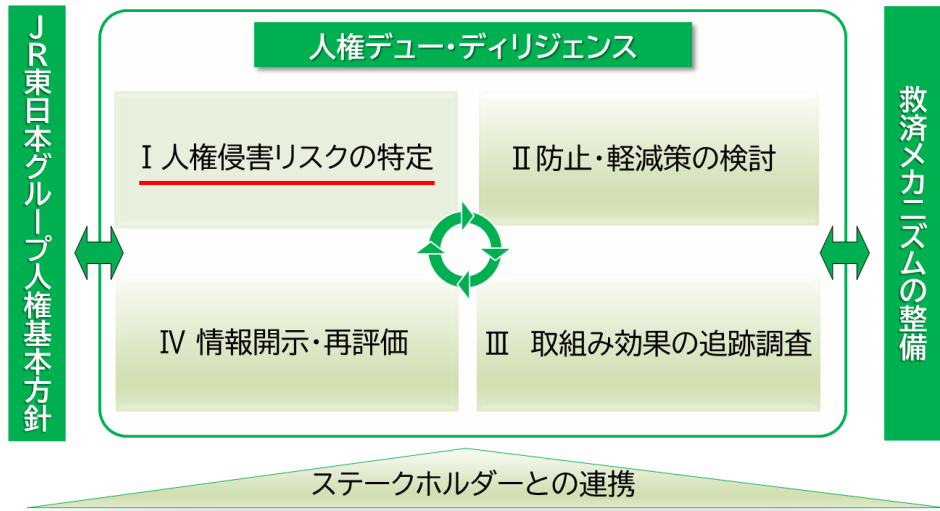 JR東日本グループ人権基本方針
人権デュー・ディリジェンス
Ⅰ 人権侵害リスクの特定
Ⅱ 防止・軽減策の検討
Ⅳ 情報開示・再評価
Ⅲ 取組み効果の追跡調査
救済メカニズムの整備
ステークホルダーとの連携